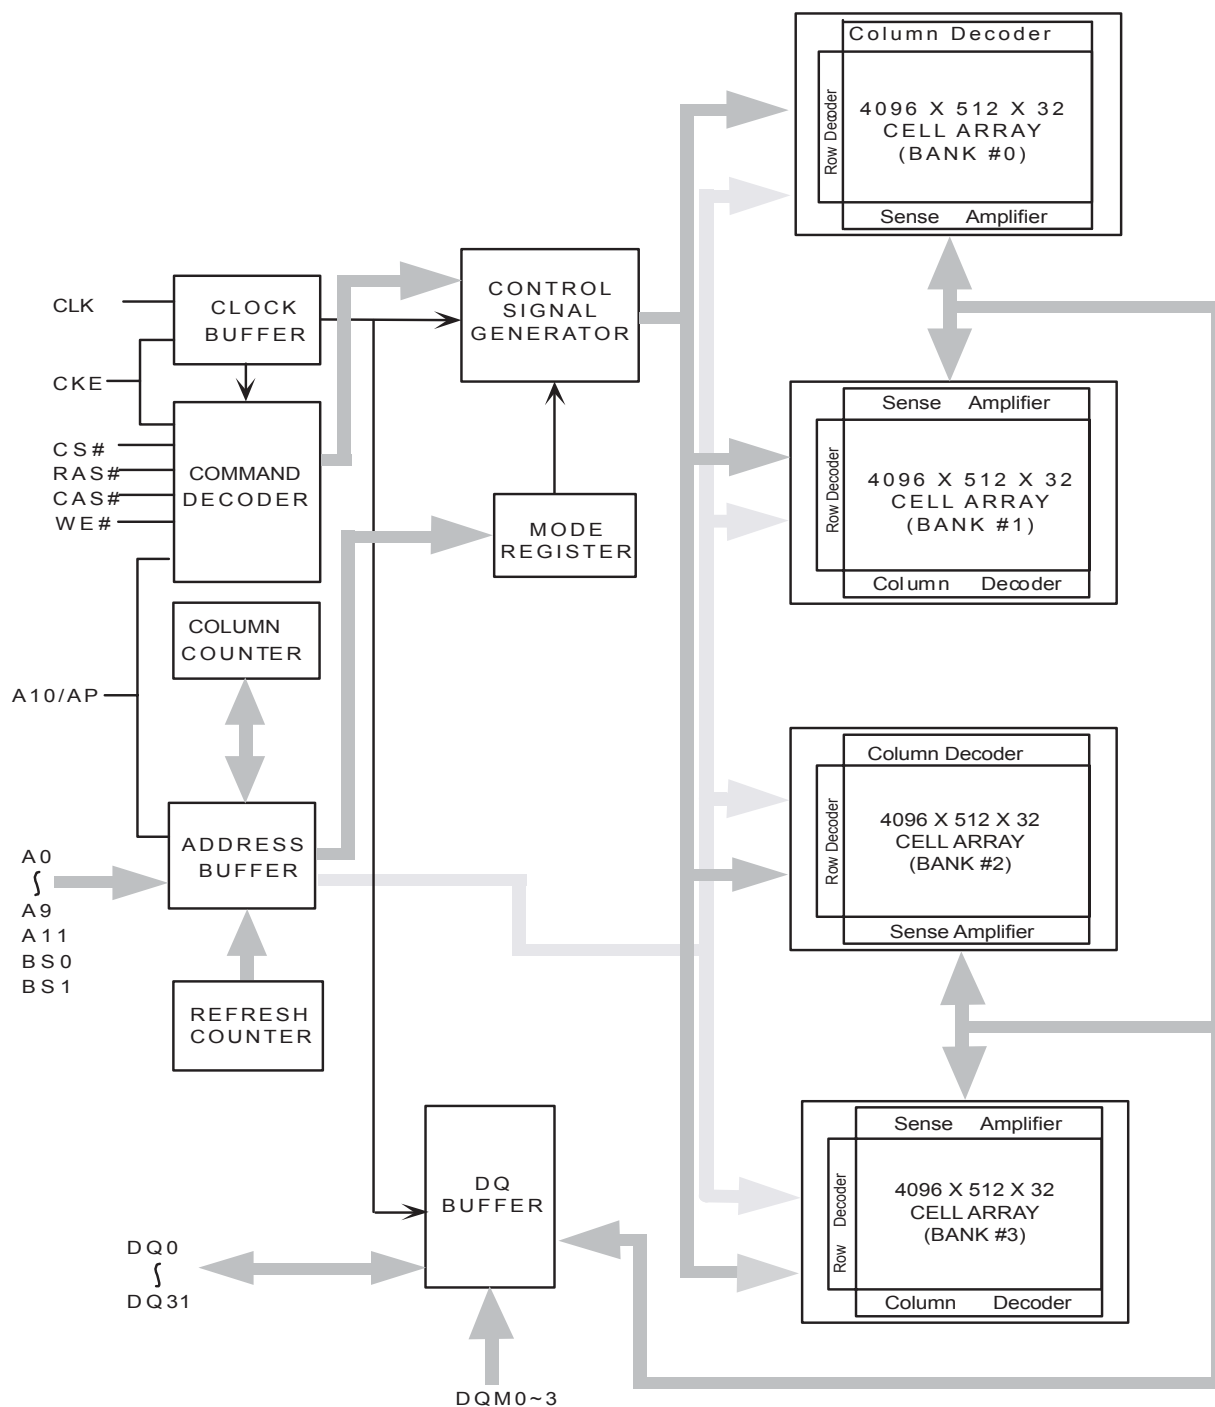 CLK
CKE
CS#
RAS#
CAS#
WE#
A10/AP
A0
A9
A11
BS0
BS1
DQ0
DQ31
CLOCK
BUFFER
COMMAND
DECODER
COLUMN
COUNTER
ADDRESS
BUFFER
REFRESH
COUNTER
CONTROL
SIGNAL
GENERATOR
MODE
REGISTER
DQ
BUFFER
DQM0~3
Column Decoder
Row Decoder
4096 X 512 X 32
CELL ARRAY
(BANK #0)
Sense Amplifier
Sense Amplifier
Row Decoder
4096 X 512 X 32
CELL ARRAY
(BANK #1)
Column Decoder
Column Decoder
Row Decoder
4096 X 512 X 32
CELL ARRAY
(BANK #2)
Sense Amplifier
Sense Amplifier
Row Decoder
4096 X 512 X 32
CELL ARRAY
(BANK #3)
Column Decoder